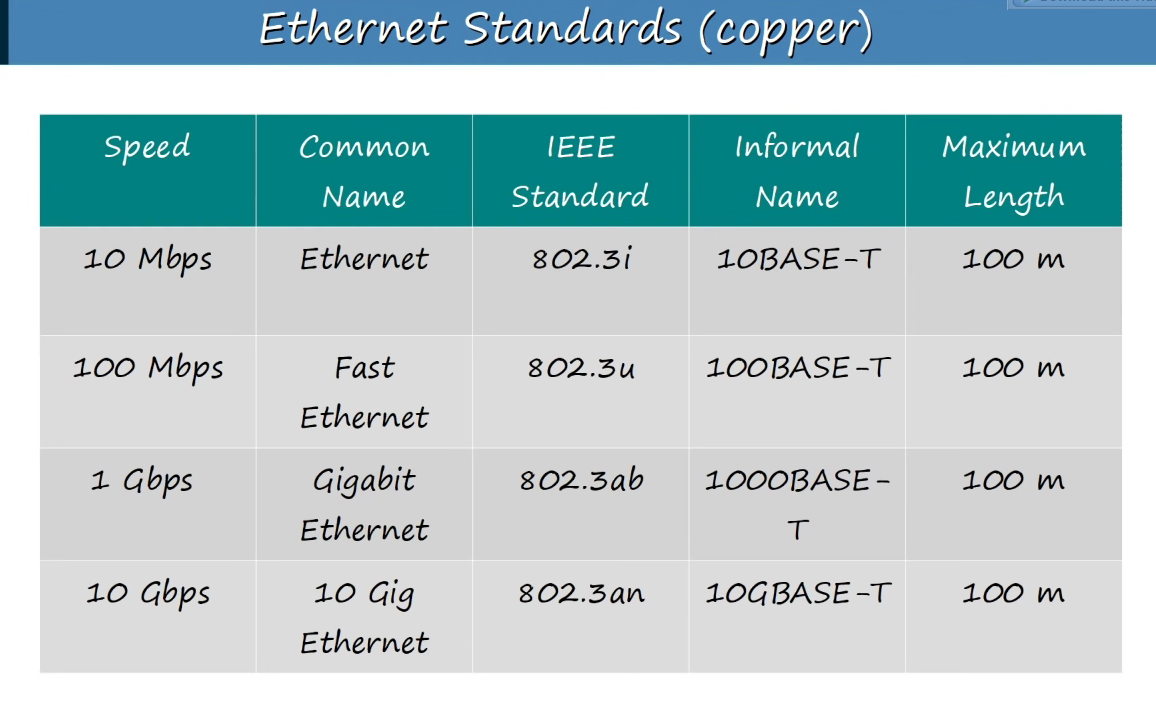 Ethernet Standards (copper)
Speed
Common
Name
IEEE
Standard
Informal
Name
Maximum
Length
10 Mbps
Ethernet
802.3i
10BASE-T
100 m
100 Mbps
Fast
Ethernet
802.3u
100BASE-T
100 m
1 Gbps
Gigabit
Ethernet
802.3ab
1000BASE-
T
100 m
10 Gbps
10 Gig
Ethernet
802.3an
10GBASE-T
100 m